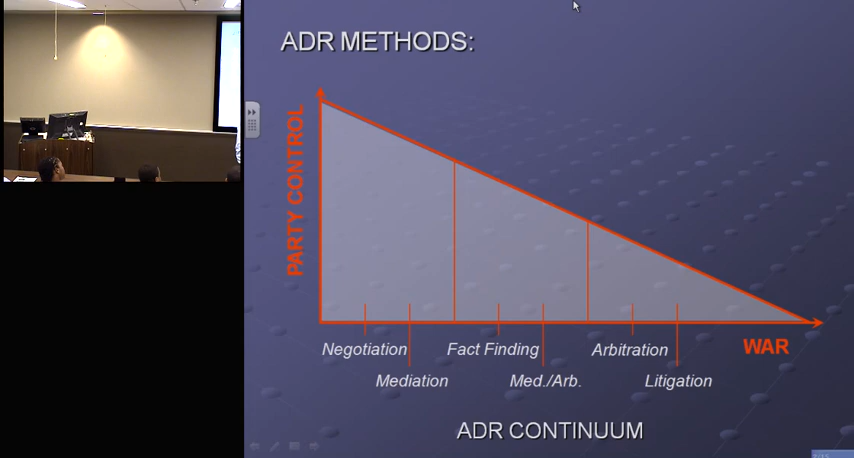 ADR METHODS:
PARTY CONTROL
Negotiation
Fact Finding
Arbitration
WAR
Mediation
Med./Arb.
Litigation
ADR CONTINUUM